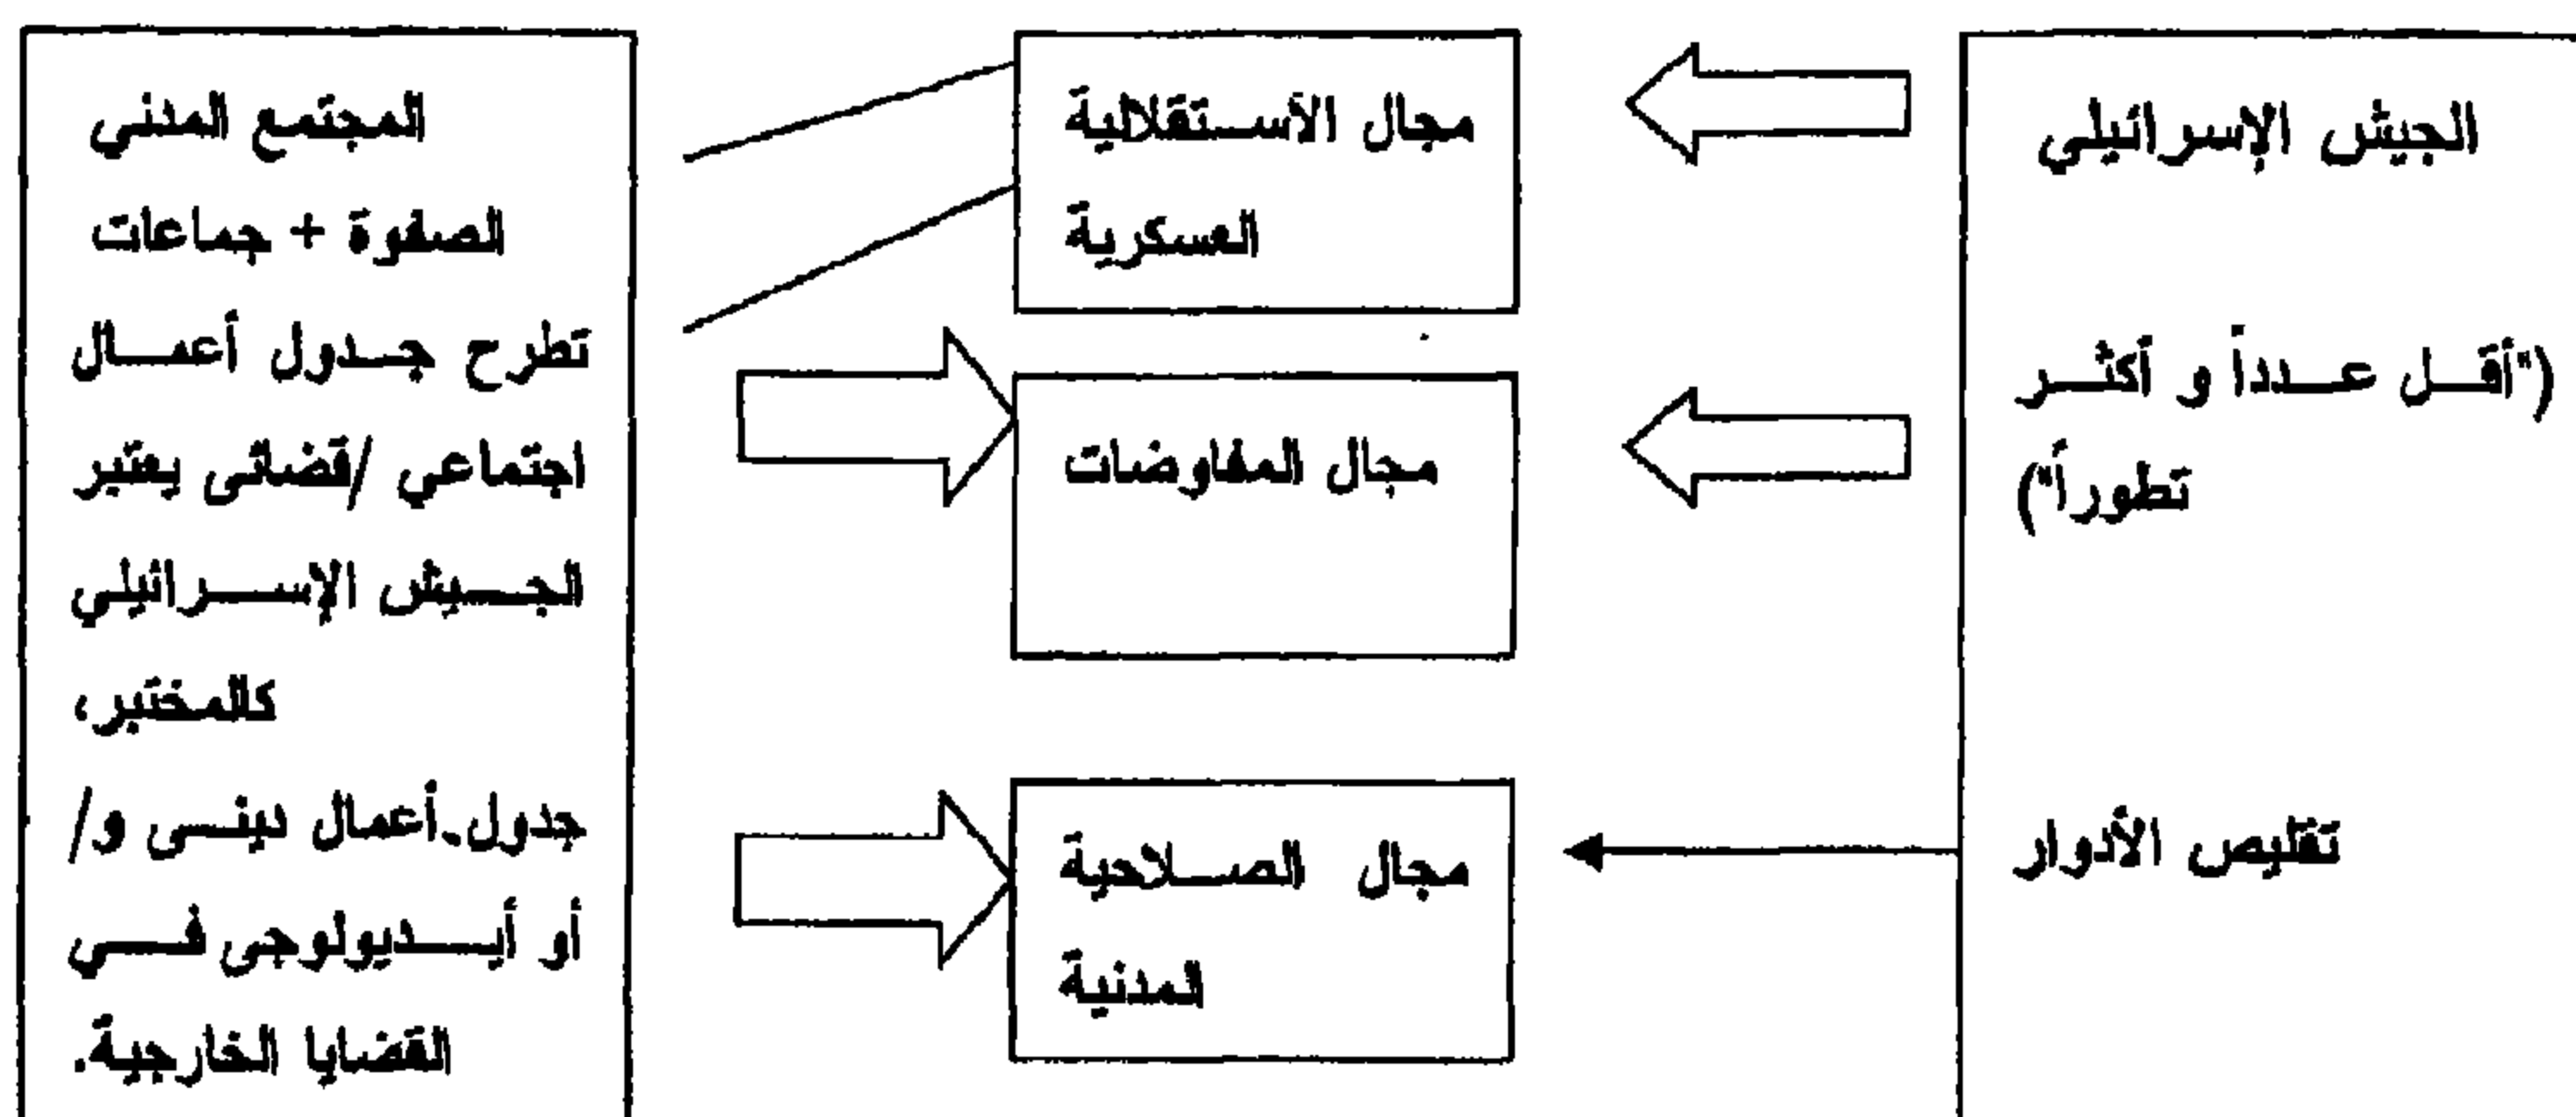 الجيش الإسرائيلي
("أقل عدداً و أكثر
تطوراً")
تقليص الأدوار
مجال الأستقلالية
العسكرية
مجال المفاوضات
مجال الصلاحية
المدنية
المجتمع المدني
الصفوة + جماعات
تطرح جدول أعمال
اجتماعي /قضائى يعتبر
الجيش الإسرائيلي
كالمختبر،
جدول أعمال دينى و/
أو أيديولوجى في
القضايا الخارجية.